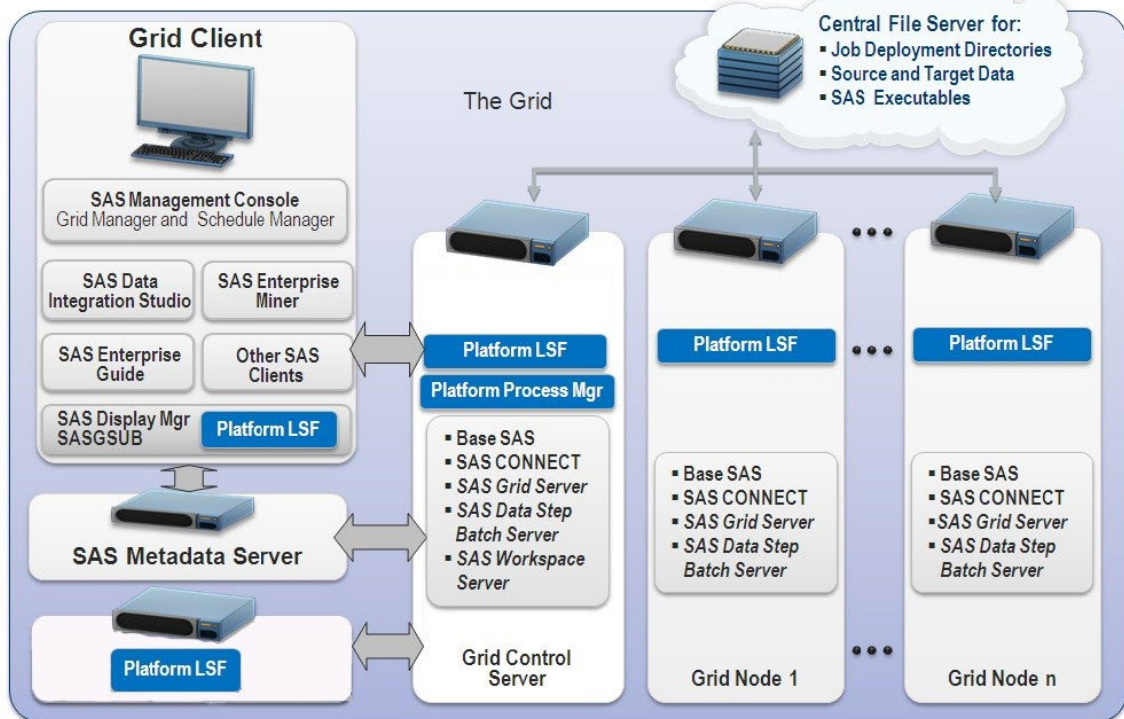 Grid Client
SAS Management Console
Grid Manager and Schedule Manager
SAS Data
Integration Studio
SAS Enterprise
Miner
SAS Enterprise
Guide
Other SAS
Clients
SAS Display Mgr
SASGSUB
Platform LSF
SAS Metadata Server
Platform LSF
The Grid
Central File Server for:
▪ Job Deployment Directories
▪ Source and Target Data
▪ SAS Executables
Platform LSF
Platform Process Mgr
▪ Base SAS
▪ SAS CONNECT
▪ SAS Grid Server
▪ SAS Data Step
Batch Server
▪ SAS Workspace
Server
Grid Control
Server
Platform LSF
▪ Base SAS
▪ SAS CONNECT
▪ SAS Grid Server
▪ SAS Data Step
Batch Server
Grid Node 1
Platform LSF
▪ Base SAS
▪ SAS CONNECT
▪ SAS Grid Server
▪ SAS Data Step
Batch Server
Grid Node n